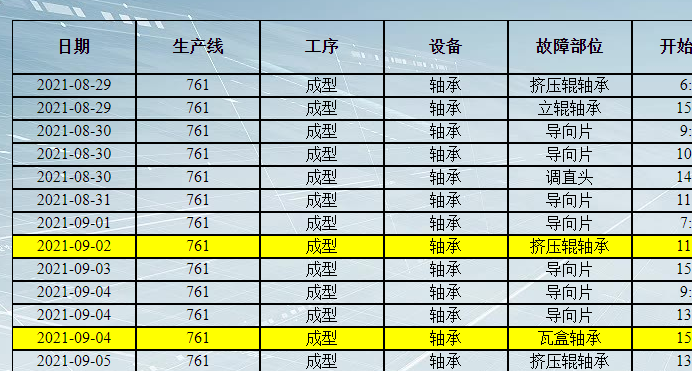 日期 生产线 工序 设备 故障部位 开始
2021-08-29 761 成型 轴承 挤压辊轴承 6:
2021-08-29 761 成型 轴承 立辊轴承 15
2021-08-30 761 成型 轴承 导向片 9:
2021-08-30 761 成型 轴承 导向片 10
2021-08-30 761 成型 轴承 调直头 14
2021-08-31 761 成型 轴承 导向片 11
2021-09-01 761 成型 轴承 导向片 7:
2021-09-02 761 成型 轴承 挤压辊轴承 11
2021-09-03 761 成型 轴承 导向片 15
2021-09-04 761 成型 轴承 导向片 9:
2021-09-04 761 成型 轴承 导向片 13
2021-09-04 761 成型 轴承 瓦盒轴承 15
2021-09-05 761 成型 轴承 挤压辊轴承 13